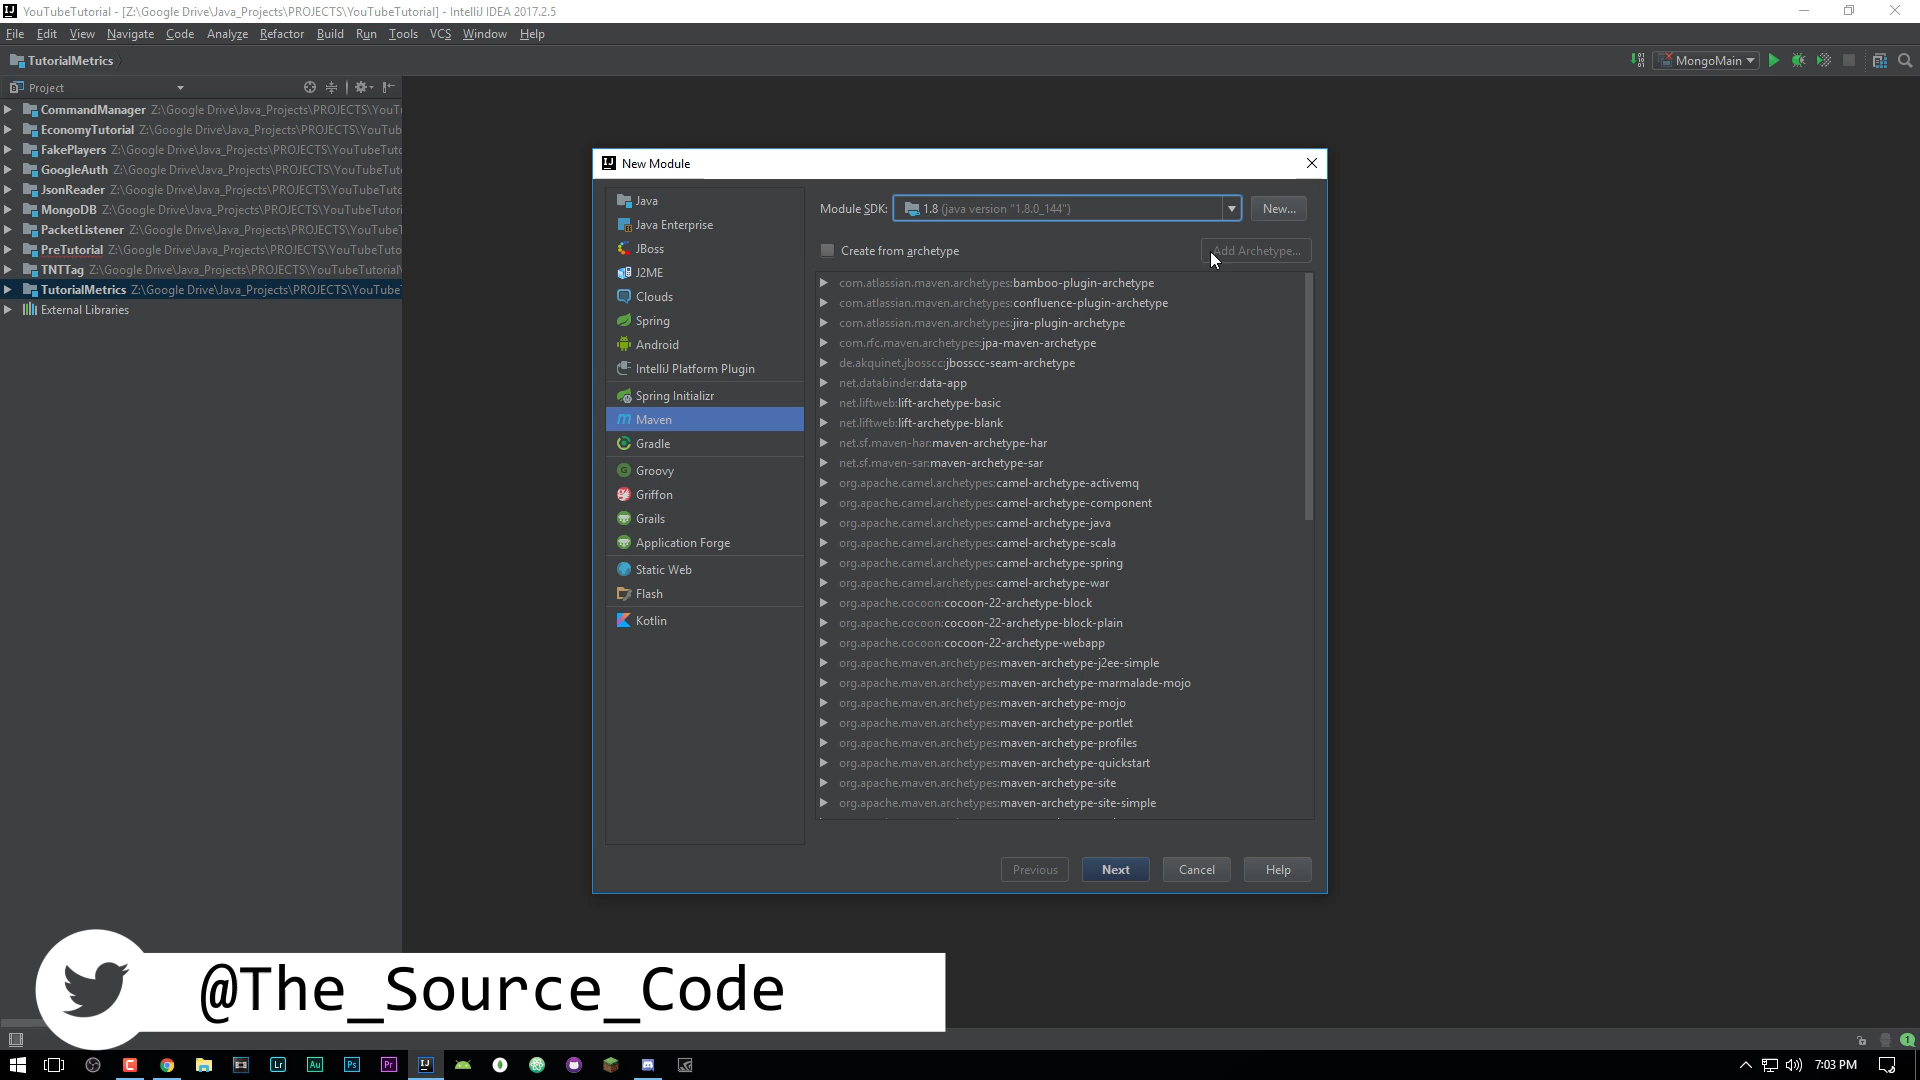 YouTubeTutorial - [Z:\Google Drive\Java_Projects\PROJECTS\YouTubeTutorial] - IntelliJ IDEA 2017.2.5
File Edit View Navigate Code Analyze Refactor Build Run Tools VCS Window Help
TutorialMetrics
MongoMain
Project
CommandManager Z:\Google Drive\Java_Projects\PROJECTS\YouT
EconomyTutorial Z:\Google Drive\Java_Projects\PROJECTS\YouTub
FakePlayers Z:\Google Drive\Java_Projects\PROJECTS\YouTubeTuto
GoogleAuth Z:\Google Drive\Java_Projects\PROJECTS\YouTubeTut
JsonReader Z:\Google Drive\Java_Projects\PROJECTS\YouTubeTuto
MongoDB Z:\Google Drive\Java_Projects\PROJECTS\YouTubeTutori
PacketListener Z:\Google Drive\Java_Projects\PROJECTS\YouTube
PreTutorial Z:\Google Drive\Java_Projects\PROJECTS\YouTubeTuto
TNTTag Z:\Google Drive\Java_Projects\PROJECTS\YouTubeTutorial\
TutorialMetrics Z:\Google Drive\Java_Projects\PROJECTS\YouTube
External Libraries
New Module
Java
Java Enterprise
JBoss
J2ME
Clouds
Spring
Android
IntelliJ Platform Plugin
Spring Initializr
Maven
Gradle
Groovy
Griffon
Grails
Application Forge
Static Web
Flash
Kotlin
Module SDK: 1.8 (java version "1.8.0_144") New...
Create from archetype Add Archetype...
com.atlassian.maven.archetypes:bamboo-plugin-archetype
com.atlassian.maven.archetypes:confluence-plugin-archetype
com.atlassian.maven.archetypes:jira-plugin-archetype
com.rfc.maven.archetypes:jpa-maven-archetype
de.akquinet.jbosscc:jbosscc-seam-archetype
net.databinder:data-app
net.liftweb:lift-archetype-basic
net.liftweb:lift-archetype-blank
net.sf.maven-har:maven-archetype-har
net.sf.maven-sar:maven-archetype-sar
org.apache.camel.archetypes:camel-archetype-activemq
org.apache.camel.archetypes:camel-archetype-component
org.apache.camel.archetypes:camel-archetype-java
org.apache.camel.archetypes:camel-archetype-scala
org.apache.camel.archetypes:camel-archetype-spring
org.apache.camel.archetypes:camel-archetype-war
org.apache.cocoon:cocoon-22-archetype-block
org.apache.cocoon:cocoon-22-archetype-block-plain
org.apache.cocoon:cocoon-22-archetype-webapp
org.apache.maven.archetypes:maven-archetype-j2ee-simple
org.apache.maven.archetypes:maven-archetype-marmalade-mojo
org.apache.maven.archetypes:maven-archetype-mojo
org.apache.maven.archetypes:maven-archetype-portlet
org.apache.maven.archetypes:maven-archetype-profiles
org.apache.maven.archetypes:maven-archetype-quickstart
org.apache.maven.archetypes:maven-archetype-site
org.apache.maven.archetypes:maven-archetype-site-simple
Previous Next Cancel Help
@The_Source_Code
7:03 PM